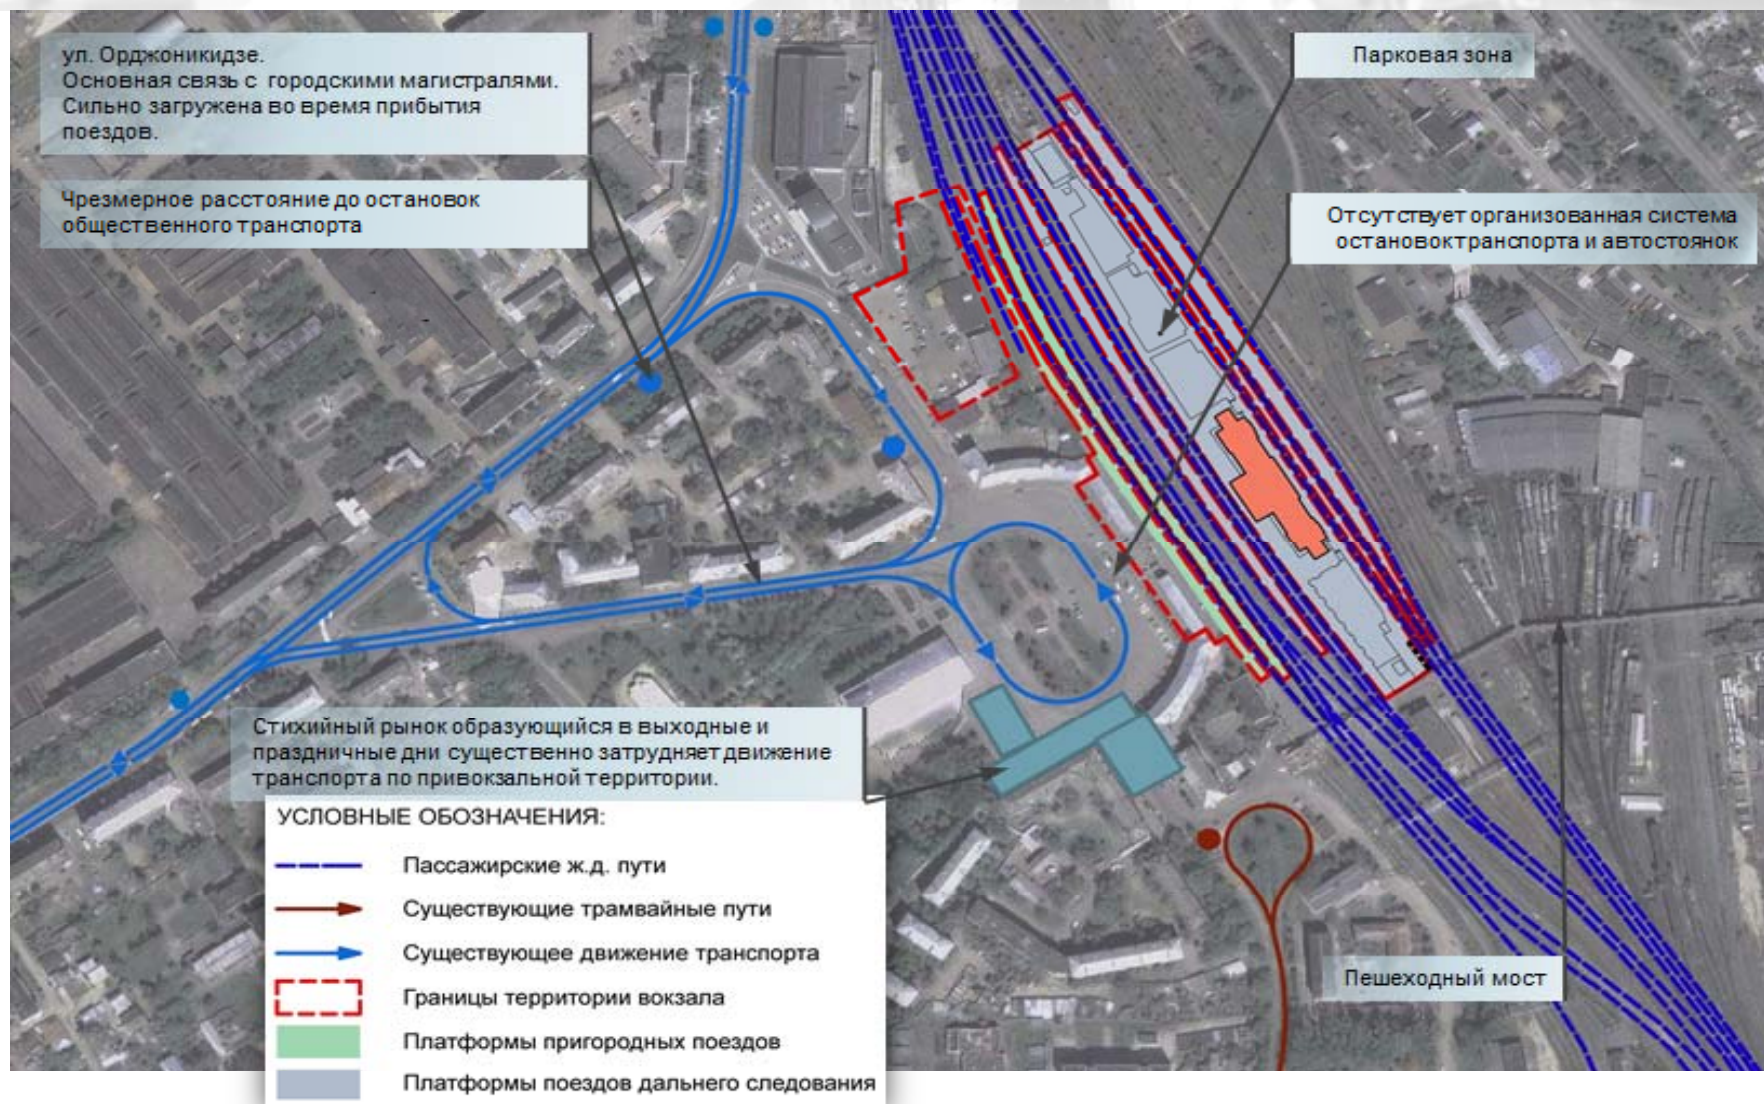 ул. Орджоникидзе.
Основная связь с городскими магистралями.
Сильно загружена во время прибытия
поездов.
Чрезмерное расстояние до остановок
общественного транспорта
Парковая зона
Отсутствует организованная система
остановок транспорта и автостоянок
Стихийный рынок образующийся в выходные и
праздничные дни существенно затрудняет движение
транспорта по привокзальной территории.
УСЛОВНЫЕ ОБОЗНАЧЕНИЯ:
Пассажирские ж.д. пути
Существующие трамвайные пути
Существующее движение транспорта
Границы территории вокзала
Платформы пригородных поездов
Платформы поездов дальнего следования
Пешеходный мост